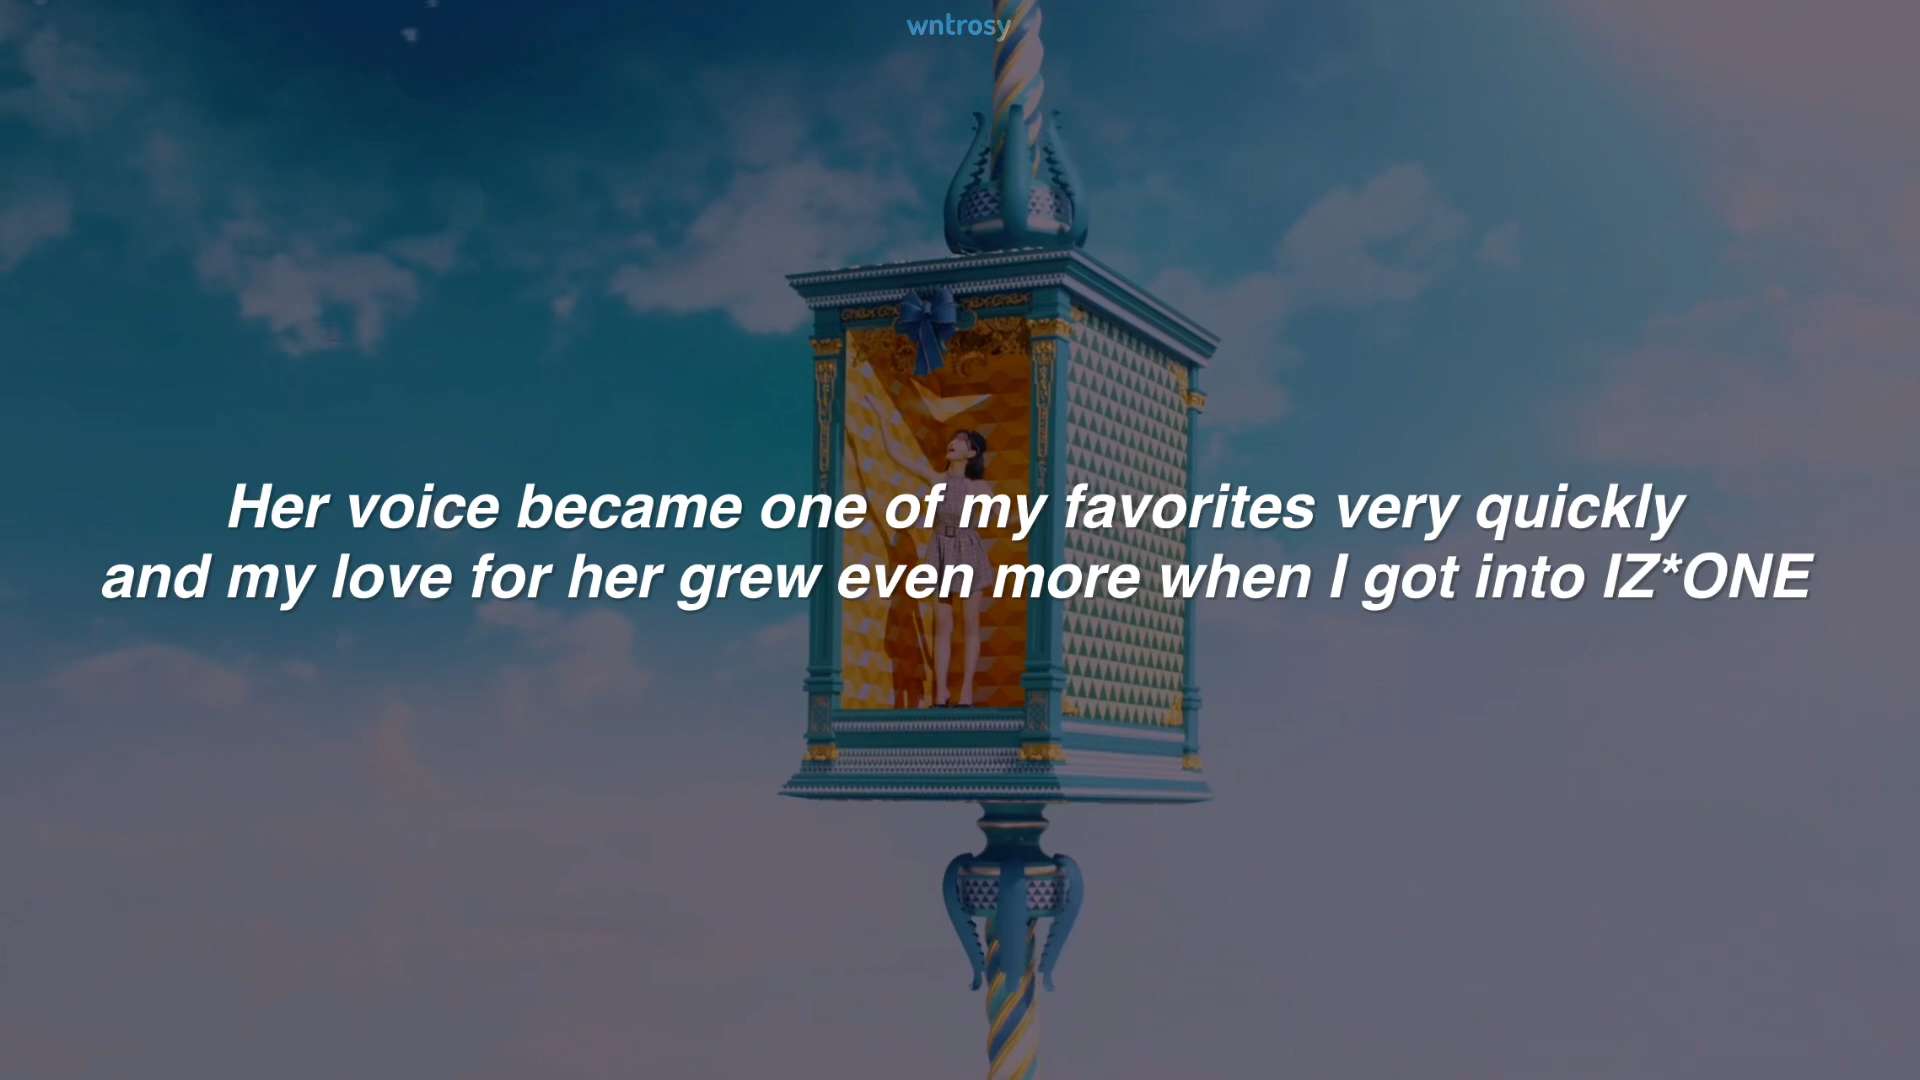 wntrosy
Her voice became one of my favorites very quickly
and my love for her grew even more when I got into IZ*ONE